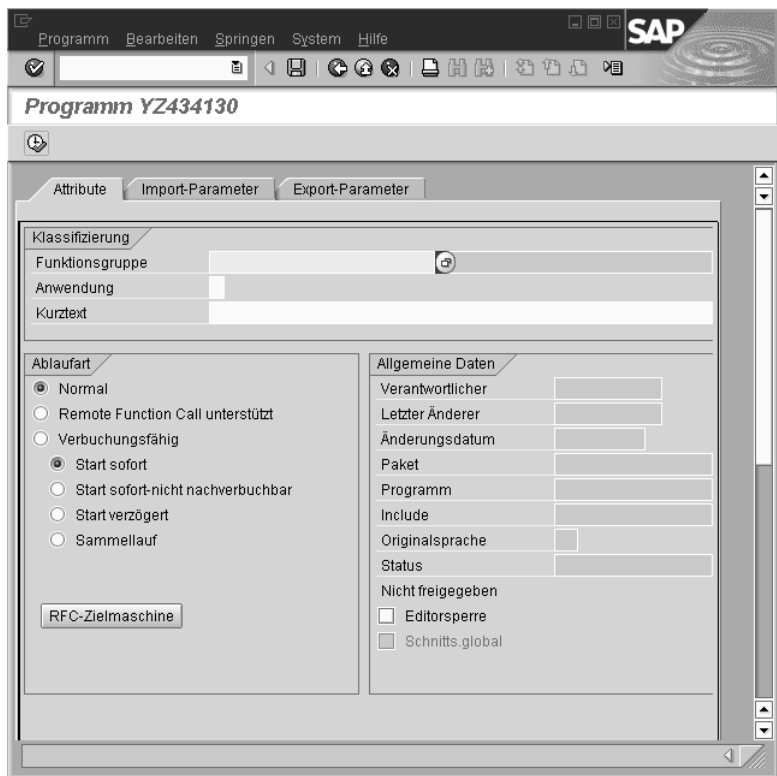 Programm Bearbeiten Springen System Hilfe
SAP
Programm YZ434130
Attribute Import-Parameter Export-Parameter
Klassifizierung
Funktionsgruppe
Anwendung
Kurztext
Ablaufart
Normal
Remote Function Call unterstützt
Verbuchungsfähig
Start sofort
Start sofort-nicht nachverbuchbar
Start verzögert
Sammellauf
RFC-Zielmaschine
Allgemeine Daten
Verantwortlicher
Letzter Änderer
Änderungsdatum
Paket
Programm
Include
Originalsprache
Status
Nicht freigegeben
Editorsperre
Schnitts.global